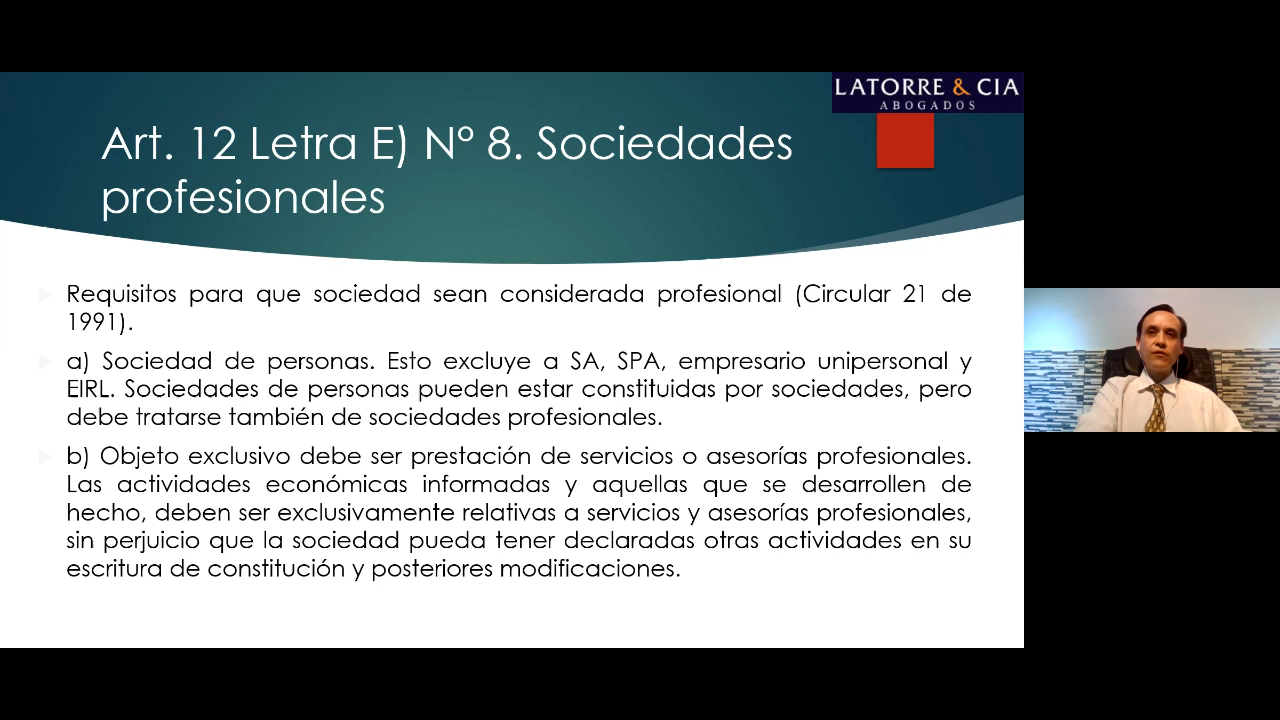 LATORRE & CIA
ABOGADOS
Art. 12 Letra E) N° 8. Sociedades
profesionales
Requisitos para que sociedad sean considerada profesional (Circular 21 de
1991).
a) Sociedad de personas. Esto excluye a SA, SPA, empresario unipersonal y
EIRL. Sociedades de personas pueden estar constituidas por sociedades, pero
debe tratarse también de sociedades profesionales.
b) Objeto exclusivo debe ser prestación de servicios o asesorías profesionales.
Las actividades económicas informadas y aquellas que se desarrollen de
hecho, deben ser exclusivamente relativas a servicios y asesorías profesionales,
sin perjuicio que la sociedad pueda tener declaradas otras actividades en su
escritura de constitución y posteriores modificaciones.